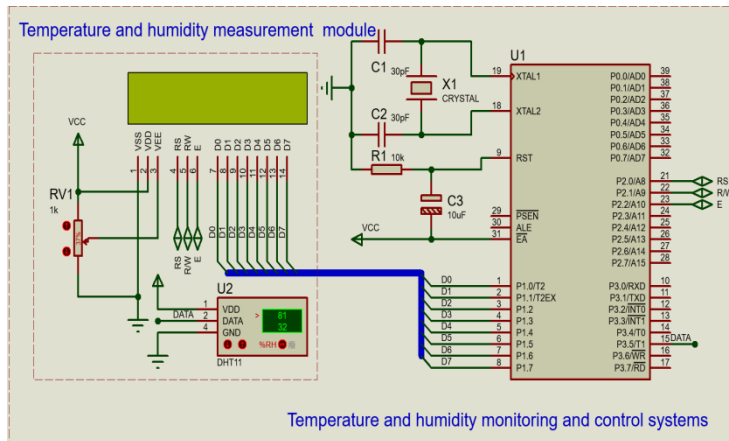 Temperature and humidity measurement module
VCC
RV1
1k
37%
VSS
VDD
VEE
RS
RW
E
D0
D1
D2
D3
D4
D5
D6
D7
1
2
3
4
5
6
7
8
9
10
11
12
13
14
RS
R/W
E
D0
D1
D2
D3
D4
D5
D6
D7
U2
DATA
1
2
4
VDD
DATA
GND
>
81
32
%RH
DHT11
C1
30pF
X1
CRYSTAL
C2
30pF
R1
10k
C3
10uF
VCC
U1
19
XTAL1
18
XTAL2
9
RST
29
PSEN
30
ALE
31
EA
D0
1
P1.0/T2
D1
2
P1.1/T2EX
D2
3
P1.2
D3
4
P1.3
D4
5
P1.4
D5
6
P1.5
D6
7
P1.6
D7
8
P1.7
P0.0/AD0
39
P0.1/AD1
38
P0.2/AD2
37
P0.3/AD3
36
P0.4/AD4
35
P0.5/AD5
34
P0.6/AD6
33
P0.7/AD7
32
P2.0/A8
21
RS
P2.1/A9
22
R/W
P2.2/A10
23
E
P2.3/A11
24
P2.4/A12
25
P2.5/A13
26
P2.6/A14
27
P2.7/A15
28
P3.0/RXD
10
P3.1/TXD
11
P3.2/INT0
12
P3.3/INT1
13
P3.4/T0
14
P3.5/T1
15
DATA
P3.6/WR
16
P3.7/RD
17
Temperature and humidity monitoring and control systems